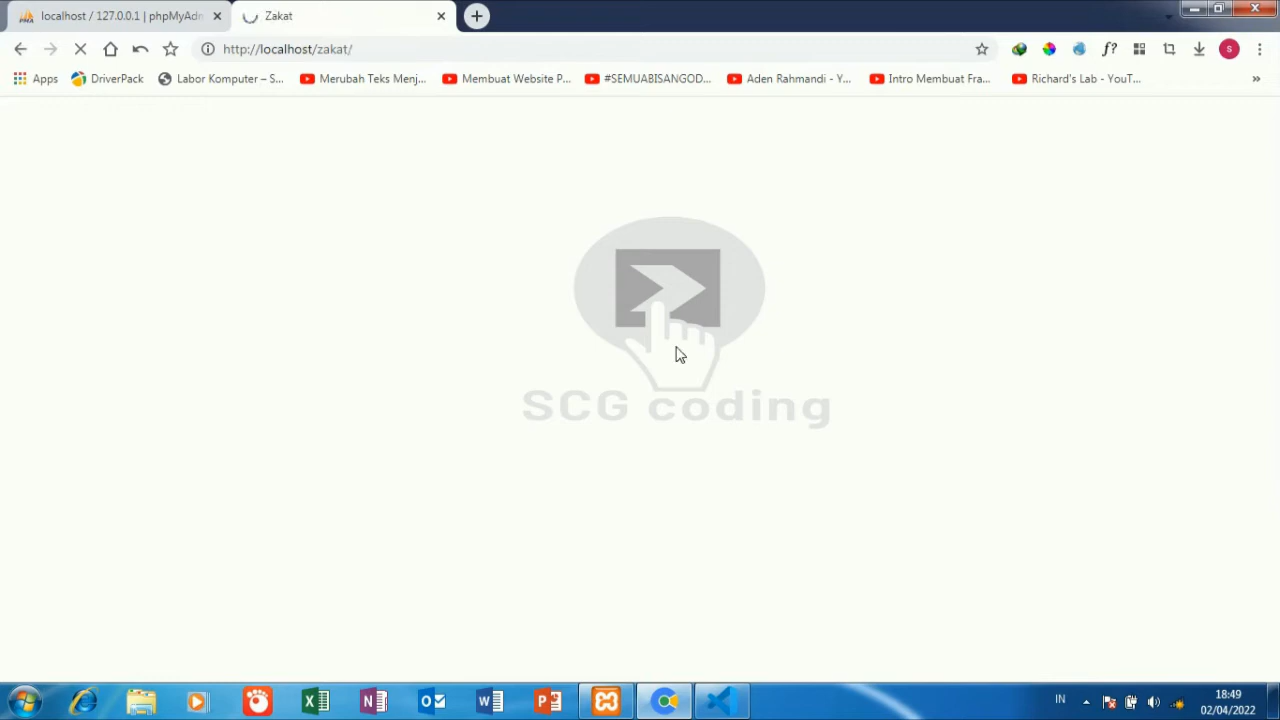 localhost / 127.0.0.1 | phpMyAdm
Zakat
http://localhost/zakat/
f?
s
Apps
DriverPack
Labor Komputer – S...
Merubah Teks Menj...
Membuat Website P...
#SEMUABISANGOD...
Aden Rahmandi - Y...
Intro Membuat Fra...
Richard's Lab - YouT...
»
SCG coding
IN
18:49
02/04/2022